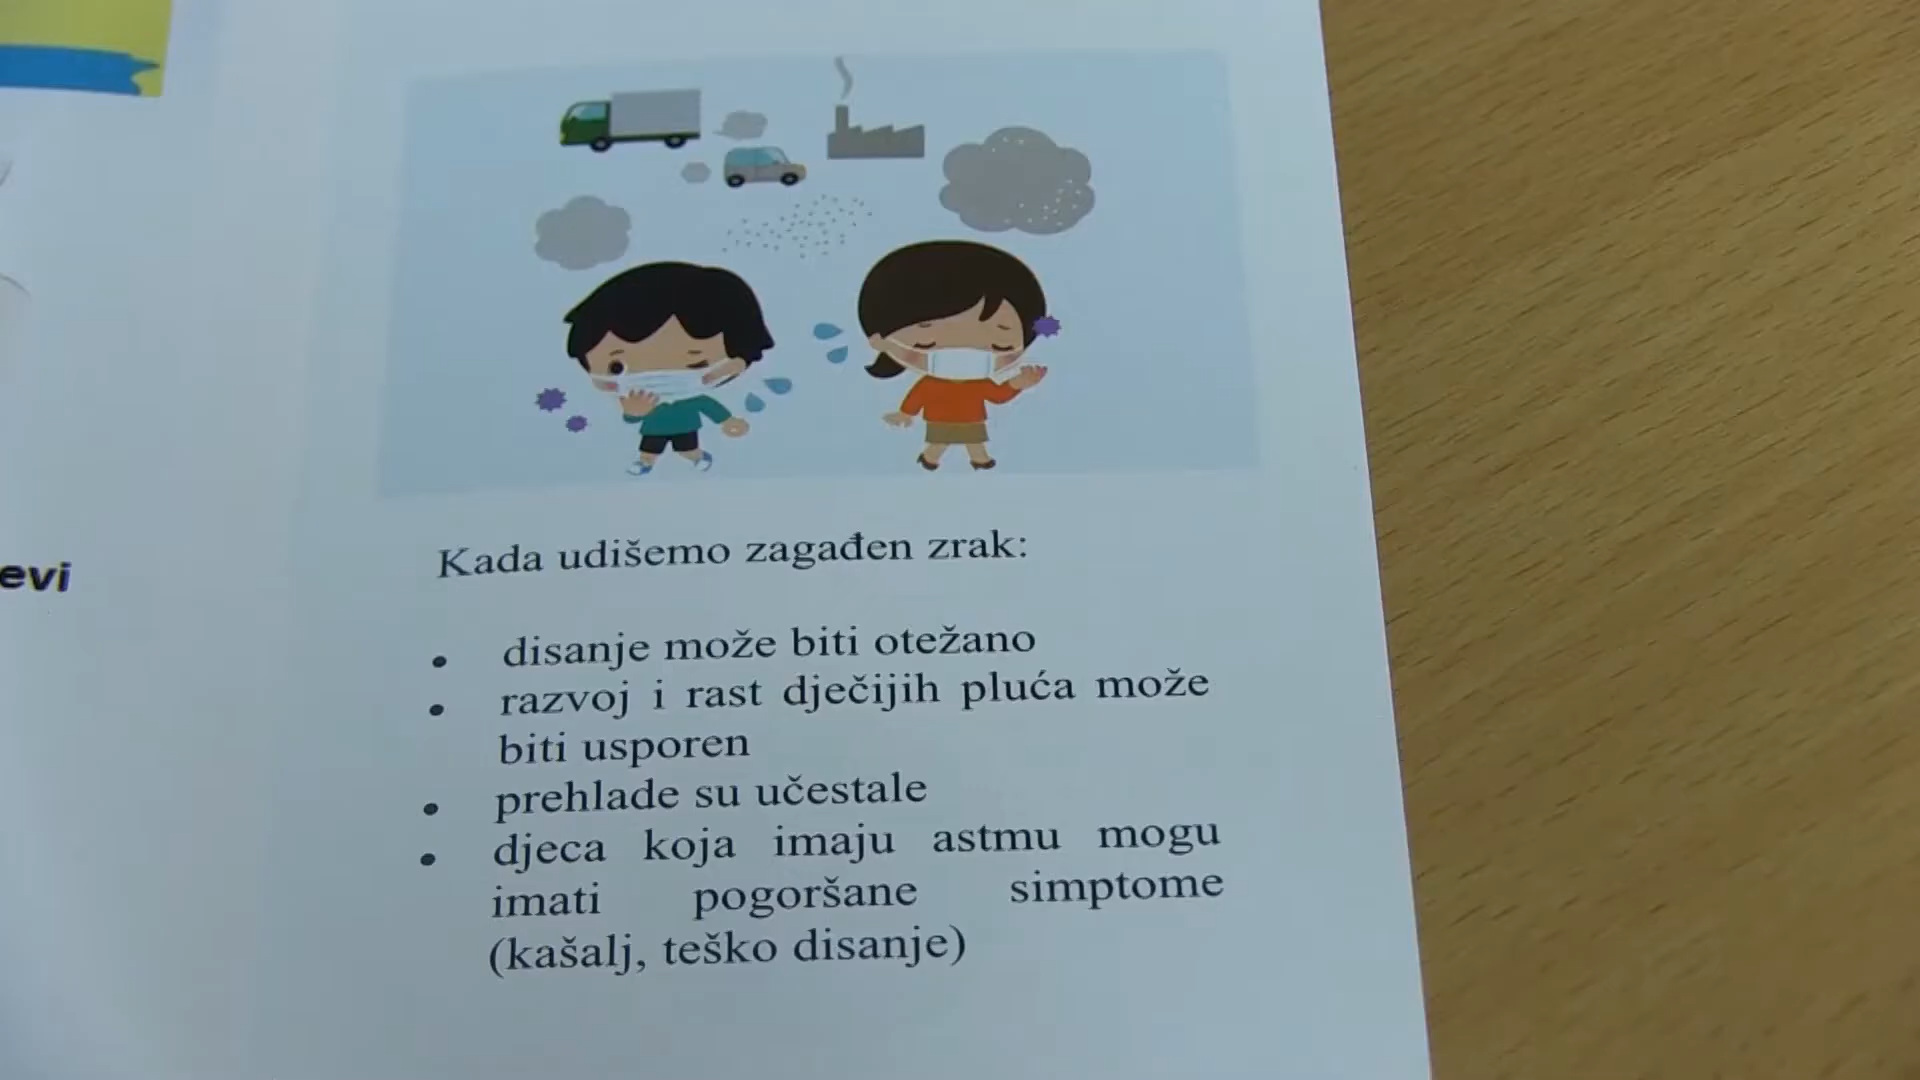 evi
Kada udišemo zagađen zrak:
• disanje može biti otežano
• razvoj i rast dječijih pluća može
biti usporen
• prehlade su učestale
• djeca koja imaju astmu mogu
imati pogoršane simptome
(kašalj, teško disanje)